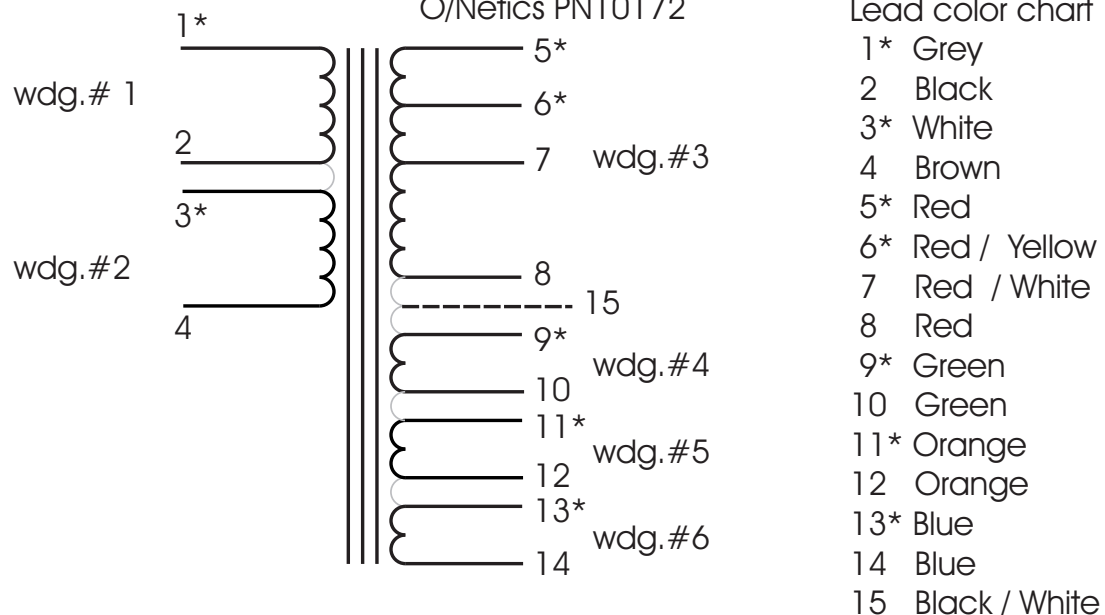 O/Netics PN10172
1*
wdg.# 1
2
3*
wdg.#2
4
5*
6*
7 wdg.#3
8
15
9*
wdg.#4
10
11*
wdg.#5
12
13*
wdg.#6
14
Lead color chart
1* Grey
2 Black
3* White
4 Brown
5* Red
6* Red / Yellow
7 Red / White
8 Red
9* Green
10 Green
11* Orange
12 Orange
13* Blue
14 Blue
15 Black / White